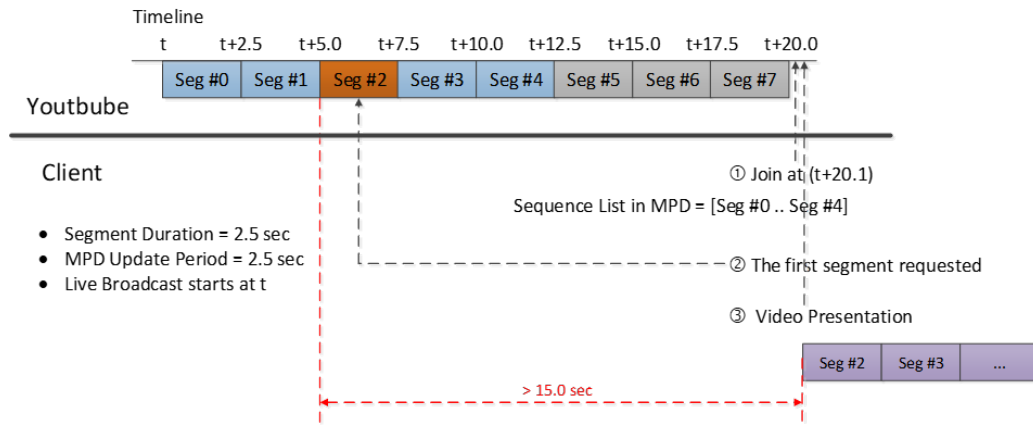 Timeline
t t+2.5 t+5.0 t+7.5 t+10.0 t+12.5 t+15.0 t+17.5 t+20.0
Seg #0 Seg #1 Seg #2 Seg #3 Seg #4 Seg #5 Seg #6 Seg #7
Youtbube
Client
① Join at (t+20.1)
Sequence List in MPD = [Seg #0 .. Seg #4]
• Segment Duration = 2.5 sec
• MPD Update Period = 2.5 sec
• Live Broadcast starts at t
② The first segment requested
③ Video Presentation
Seg #2 Seg #3 ...
> 15.0 sec